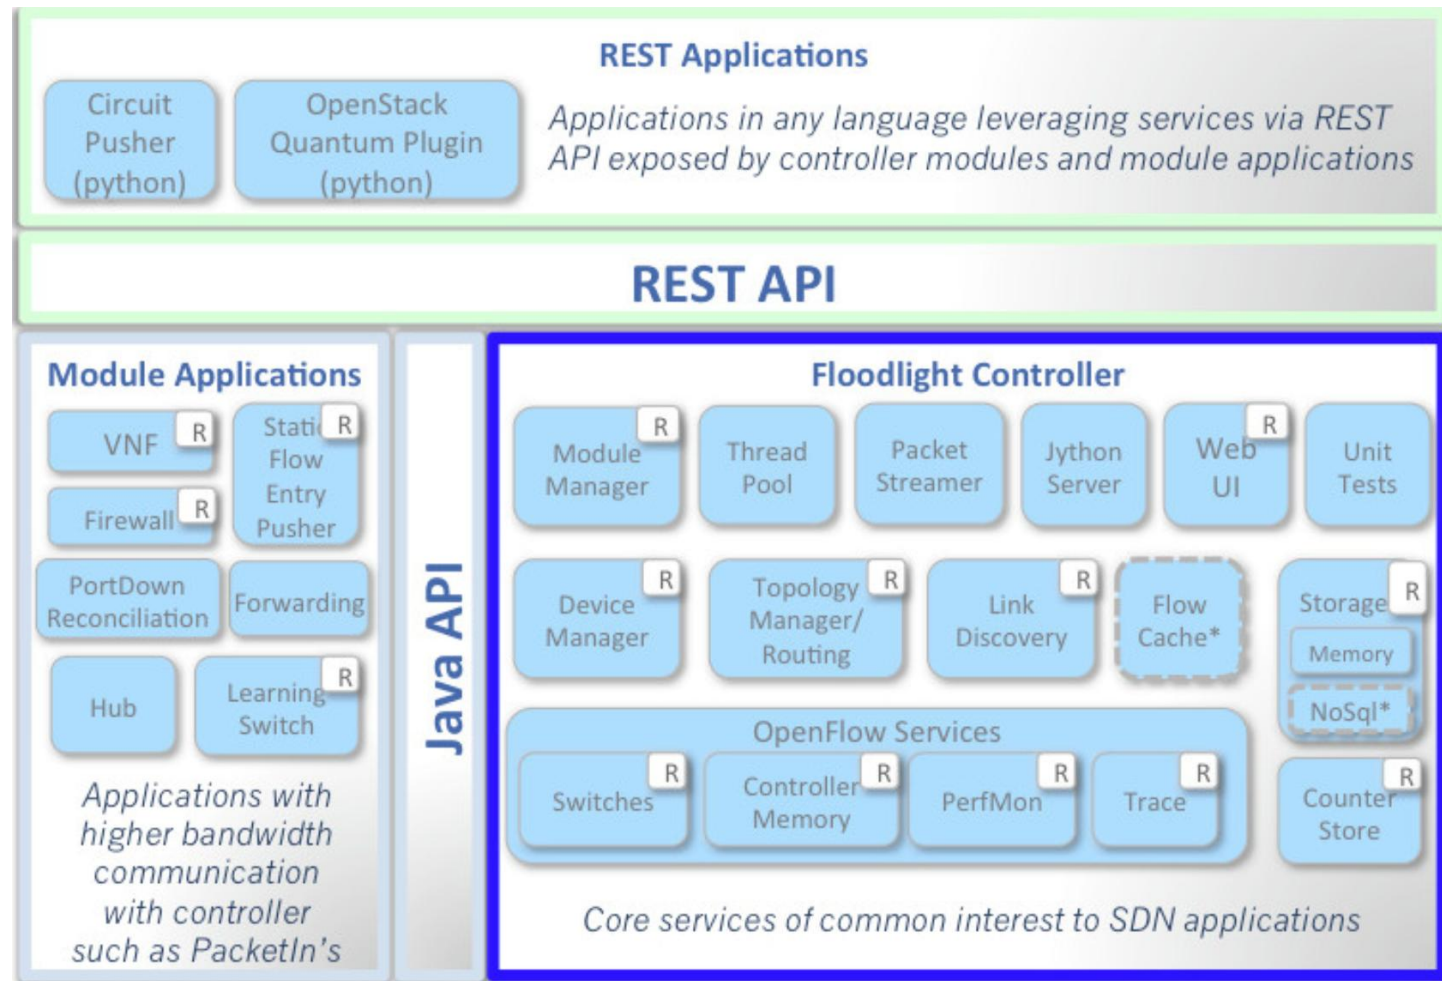 REST Applications
Circuit
Pusher
(python)
OpenStack
Quantum Plugin
(python)
Applications in any language leveraging services via REST
API exposed by controller modules and module applications
REST API
Module Applications
VNF
R
Static
Flow
Entry
Pusher
R
Firewall
R
PortDown
Reconciliation
Forwarding
Hub
Learning
Switch
R
Applications with
higher bandwidth
communication
with controller
such as PacketIn's
Java API
Floodlight Controller
Module
Manager
R
Thread
Pool
Packet
Streamer
Jython
Server
Web
UI
R
Unit
Tests
Device
Manager
R
Topology
Manager/
Routing
R
Link
Discovery
R
Flow
Cache*
Storage
R
Memory
NoSql*
OpenFlow Services
Switches
R
Controller
Memory
R
PerfMon
R
Trace
R
Counter
Store
R
Core services of common interest to SDN applications